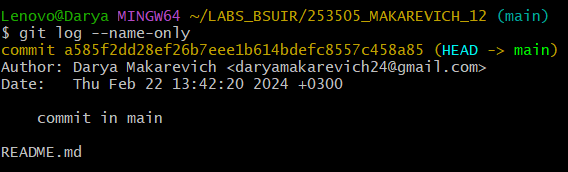 Lenovo@Darya MINGW64 ~/LABS_BSUIR/253505_MAKAREVICH_12 (main)
$ git log --name-only
commit a585f2dd28ef26b7eee1b614bdefc8557c458a85 (HEAD -> main)
Author: Darya Makarevich <daryamakarevich24@gmail.com>
Date:   Thu Feb 22 13:42:20 2024 +0300
    commit in main
README.md